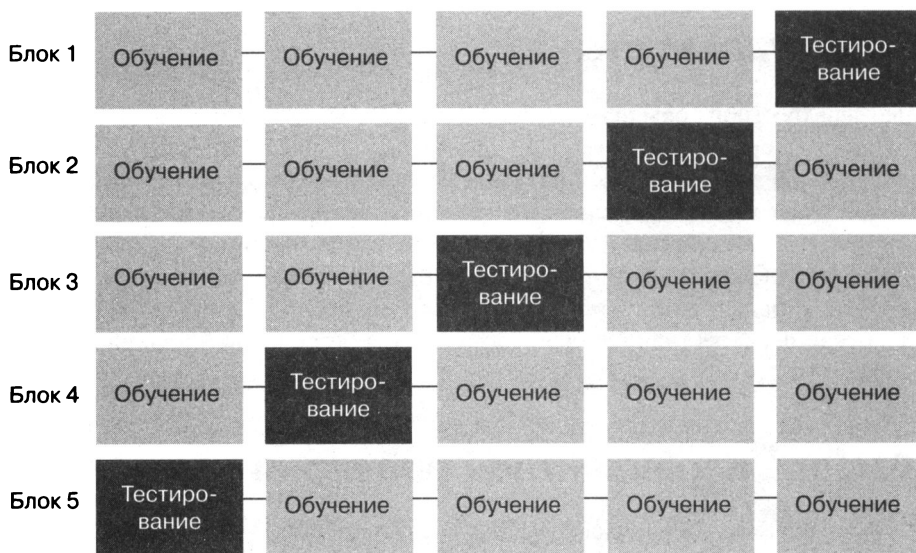 Блок 1
Обучение
Обучение
Обучение
Обучение
Тестиро-
вание
Блок 2
Обучение
Обучение
Обучение
Тестиро-
вание
Обучение
Блок 3
Обучение
Обучение
Тестиро-
вание
Обучение
Обучение
Блок 4
Обучение
Тестиро-
вание
Обучение
Обучение
Обучение
Блок 5
Тестиро-
вание
Обучение
Обучение
Обучение
Обучение